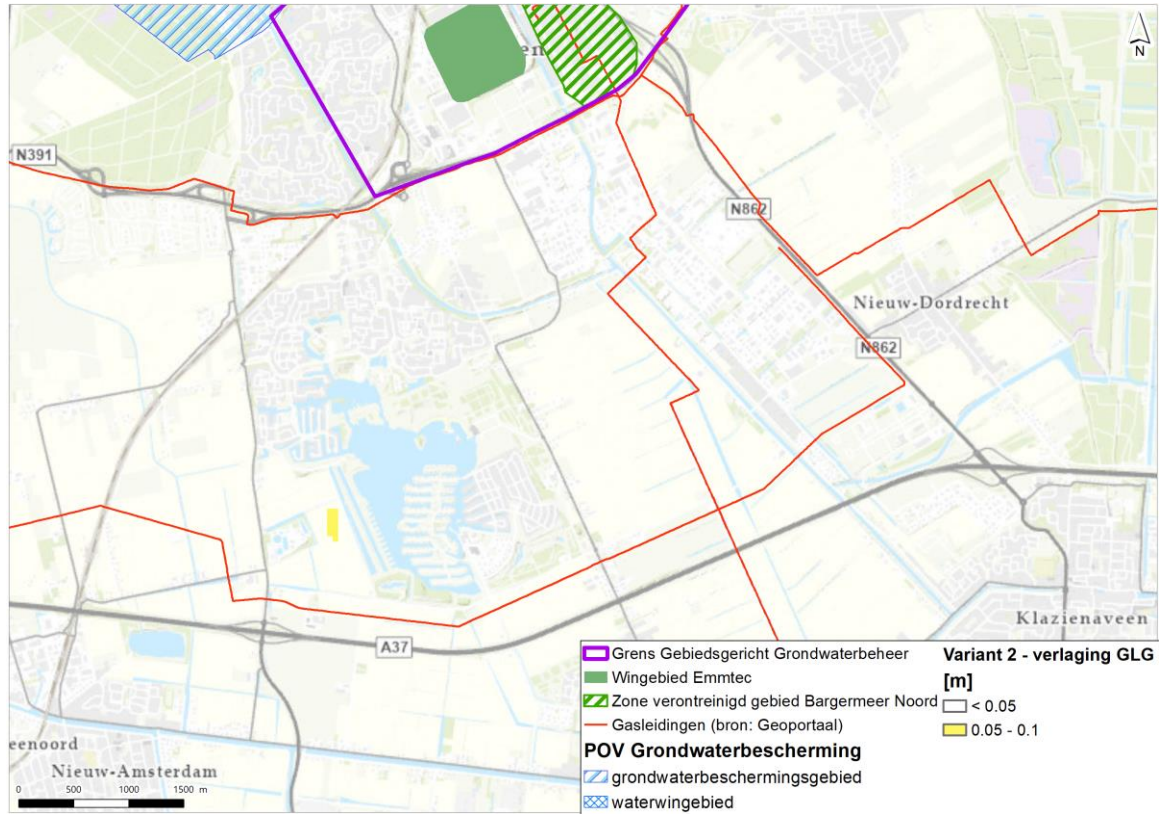 en
N
N391
N862
Nieuw-Dordrecht
N862
A37
Klazienaveen
eenoord
Nieuw-Amsterdam
0 500 1000 1500 m
Grens Gebiedsgericht Grondwaterbeheer
Wingebied Emmtec
Zone verontreinigd gebied Bargermeer Noord
Gasleidingen (bron: Geoportaal)
POV Grondwaterbescherming
grondwaterbeschermingsgebied
waterwingebied
Variant 2 - verlaging GLG
[m]
< 0.05
0.05 - 0.1